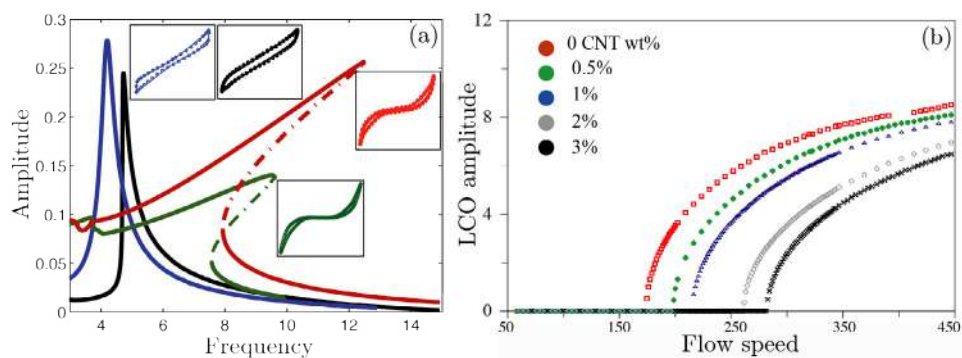 0.3
0.25
0.2
0.15
0.1
0.05
0
Amplitude
4 6 8 10 12 14
Frequency
(a)
12
8
4
0
LCO amplitude
50 150 250 350 450
Flow speed
(b)
0 CNT wt%
0.5%
1%
2%
3%